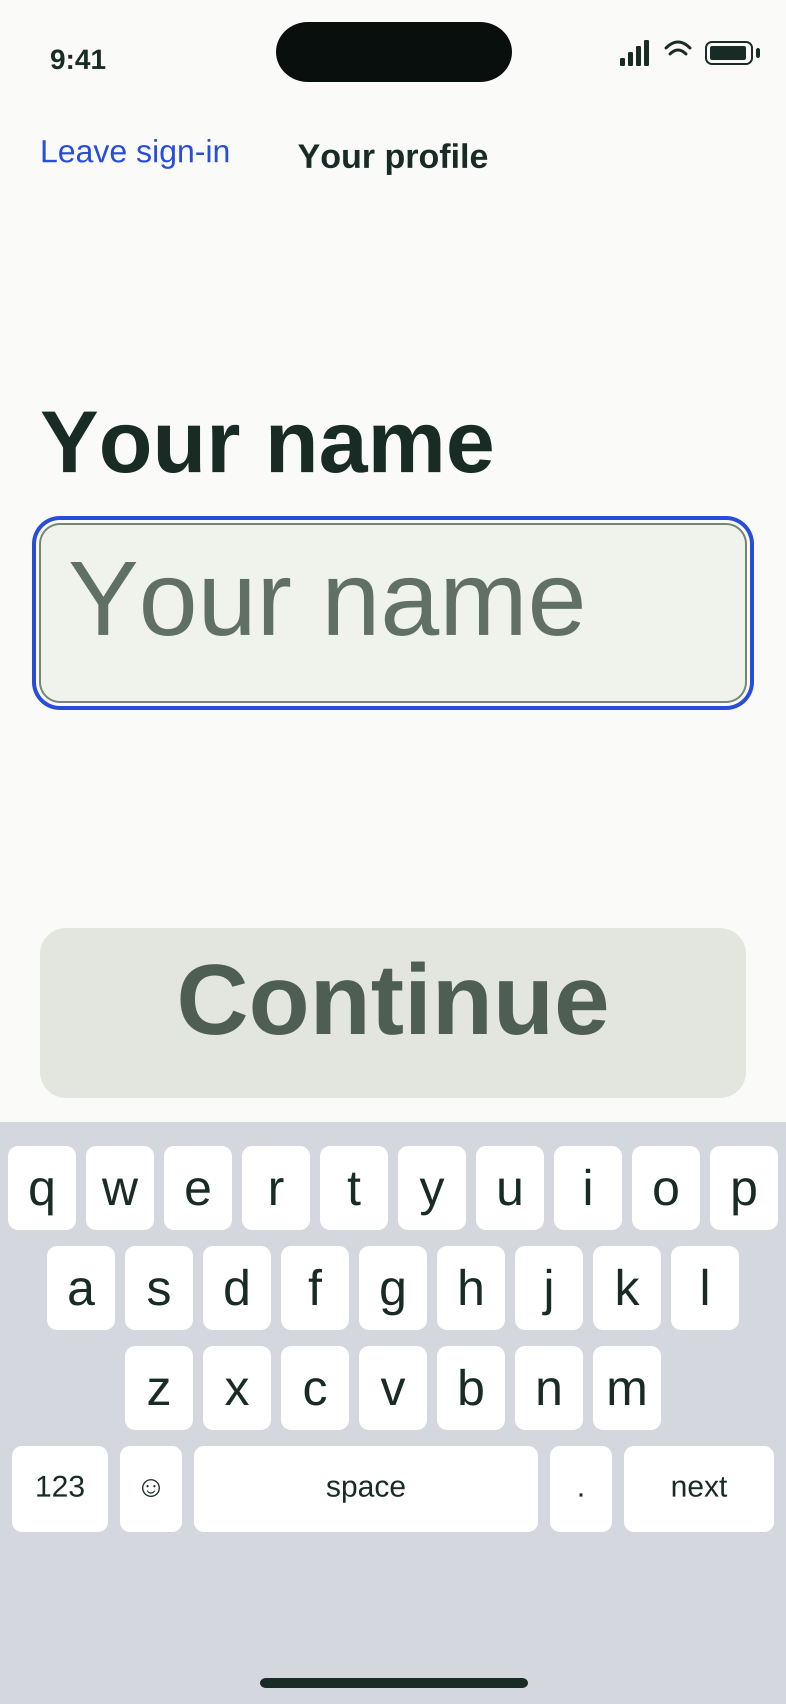 9:41
Leave sign-in Your profile
Your name
Your name
Continue
q w e r t y u i o p
a s d f g h j k l
z x c v b n m
123 ☺ space . next